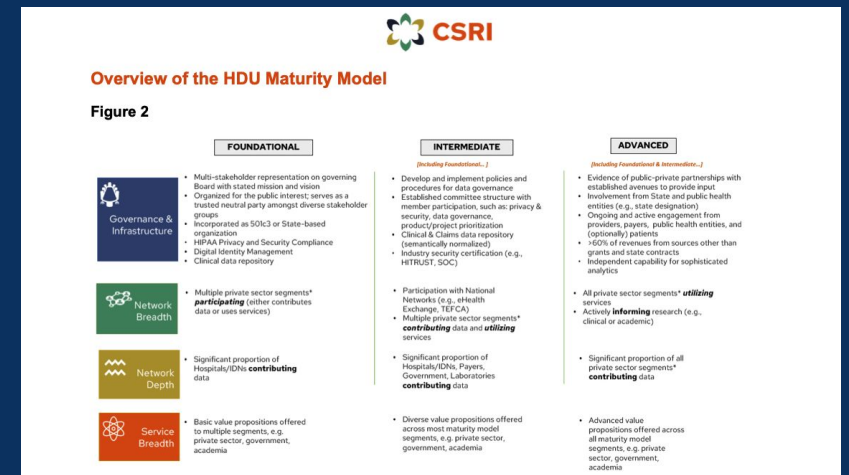 CSRI
Overview of the HDU Maturity Model
Figure 2
FOUNDATIONAL
INTERMEDIATE
ADVANCED
[Including Foundational... ]
[Including Foundational & Intermediate...]
Governance &
Infrastructure
• Multi-stakeholder representation on governing
Board with stated mission and vision
• Organized for the public interest; serves as a
trusted neutral party amongst diverse stakeholder
groups
• Incorporated as 501c3 or State-based
organization
• HIPAA Privacy and Security Compliance
• Digital Identity Management
• Clinical data repository
• Develop and implement policies and
procedures for data governance
• Established committee structure with
member participation, such as: privacy &
security, data governance,
product/project prioritization
• Clinical & Claims data repository
(semantically normalized)
• Industry security certification (e.g.,
HITRUST, SOC)
• Evidence of public-private partnerships with
established avenues to provide input
• Involvement from State and public health
entities (e.g., state designation)
• Ongoing and active engagement from
providers, payers, public health entities, and
(optionally) patients
• >60% of revenues from sources other than
grants and state contracts
• Independent capability for sophisticated
analytics
Network
Breadth
• Multiple private sector segments*
participating (either contributes
data or uses services)
• Participation with National
Networks (e.g., eHealth
Exchange, TEFCA)
• Multiple private sector segments*
contributing data and utilizing
services
• All private sector segments* utilizing
services
• Actively informing research (e.g.,
clinical or academic)
Network
Depth
• Significant proportion of
Hospitals/IDNs contributing
data
• Significant proportion of
Hospitals/IDNs, Payers,
Government, Laboratories
contributing data
• Significant proportion of all
private sector segments*
contributing data
Service
Breadth
• Basic value propositions offered
to multiple segments, e.g.
private sector, government,
academia
• Diverse value propositions offered
across most maturity model
segments, e.g. private sector,
government, academia
• Advanced value
propositions offered across
all maturity model
segments, e.g. private
sector, government,
academia